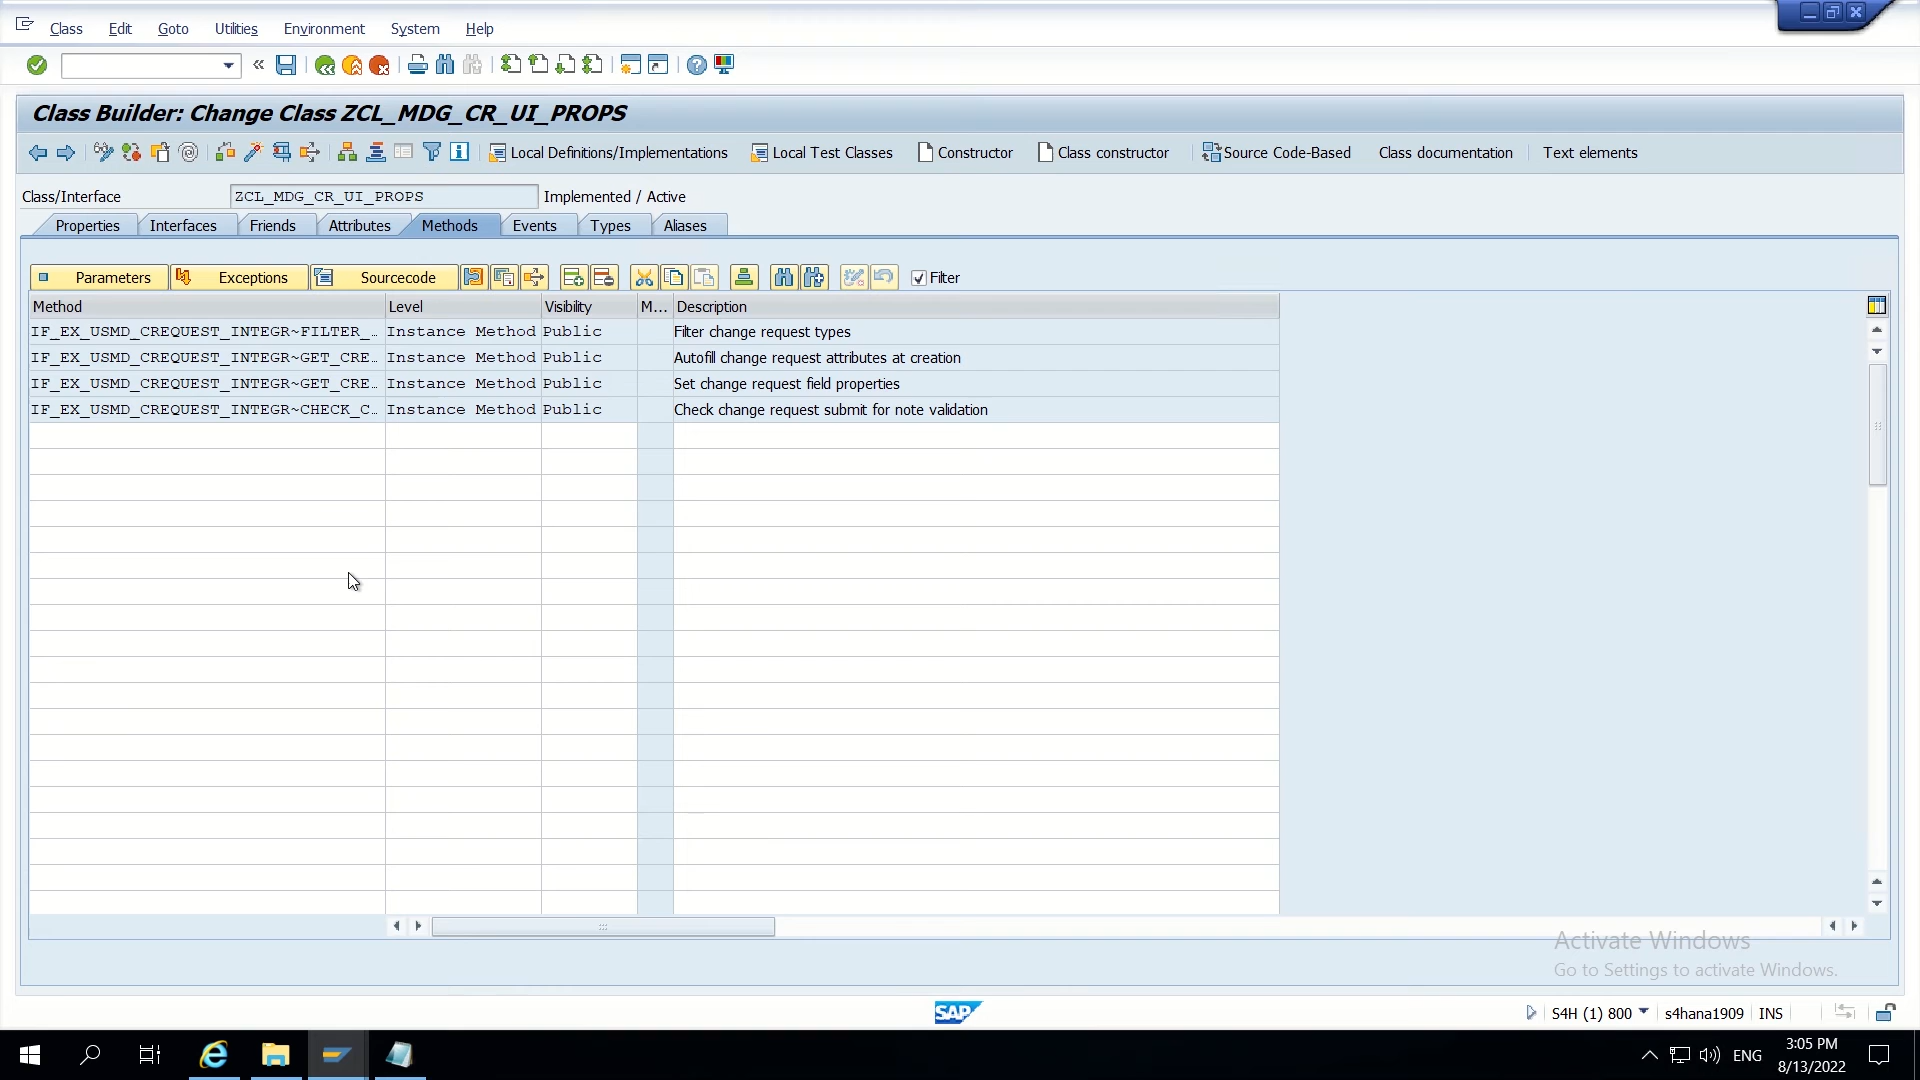 Class Edit Goto Utilities Environment System Help
Class Builder: Change Class ZCL_MDG_CR_UI_PROPS
Local Definitions/Implementations Local Test Classes Constructor Class constructor Source Code-Based Class documentation Text elements
Class/Interface ZCL_MDG_CR_UI_PROPS Implemented / Active
Properties Interfaces Friends Attributes Methods Events Types Aliases
Parameters Exceptions Sourcecode Filter
Method Level Visibility M... Description
IF_EX_USMD_CREQUEST_INTEGR~FILTER_... Instance Method Public Filter change request types
IF_EX_USMD_CREQUEST_INTEGR~GET_CRE... Instance Method Public Autofill change request attributes at creation
IF_EX_USMD_CREQUEST_INTEGR~GET_CRE... Instance Method Public Set change request field properties
IF_EX_USMD_CREQUEST_INTEGR~CHECK_C... Instance Method Public Check change request submit for note validation
Activate Windows
Go to Settings to activate Windows.
SAP S4H (1) 800 s4hana1909 INS
ENG 3:05 PM
8/13/2022